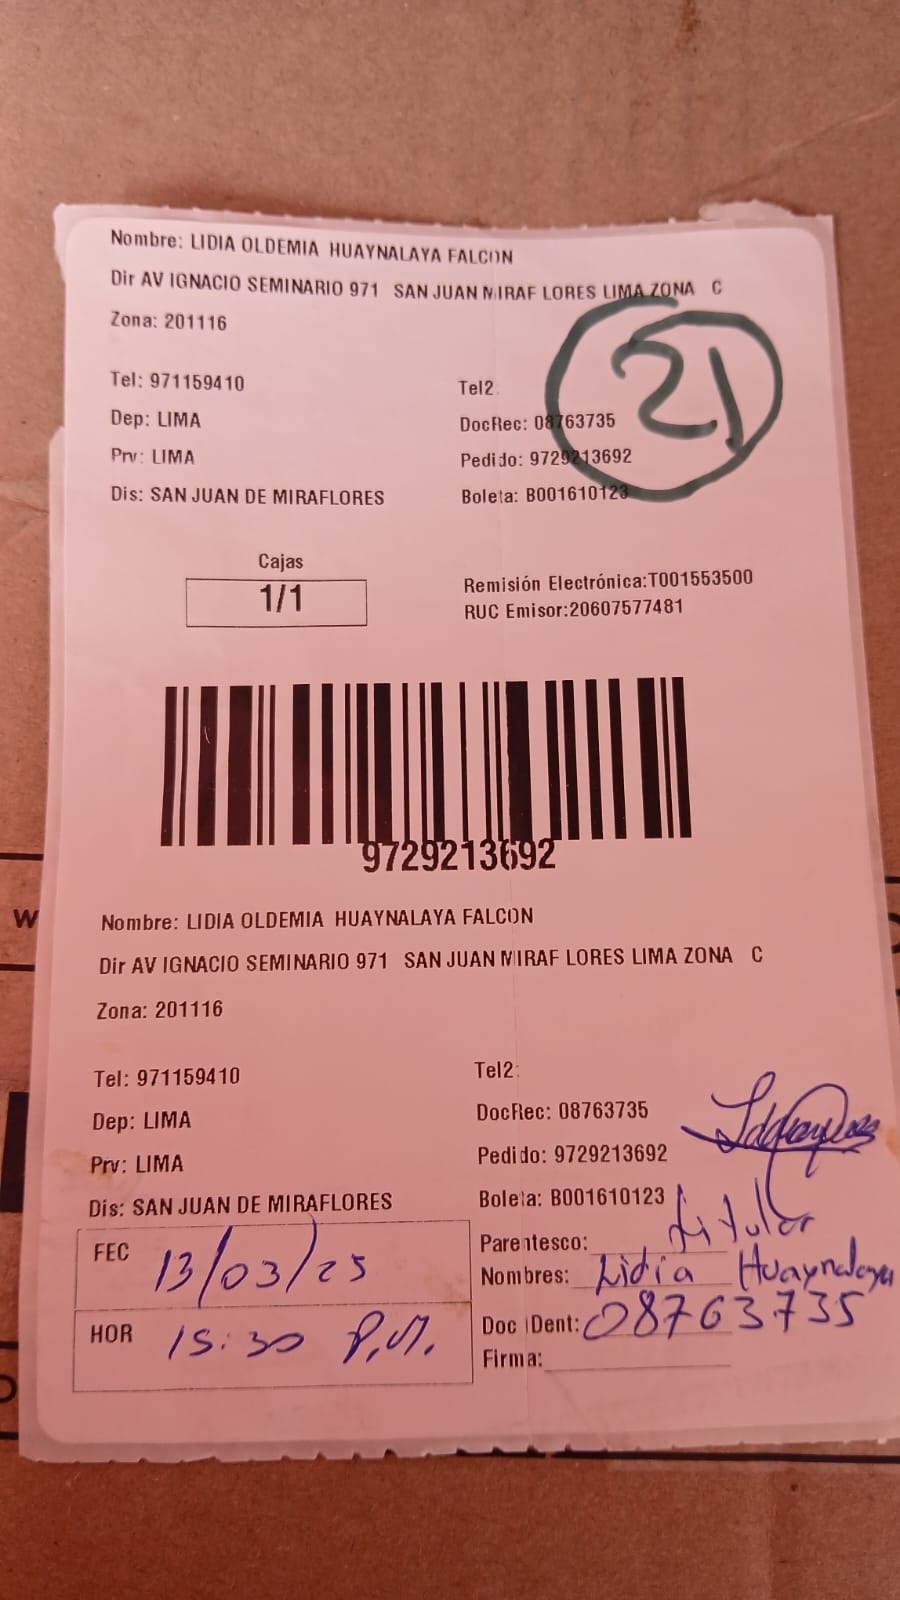 Nombre: LIDIA OLDEMIA HUAYNALAYA FALCON
Dir AV IGNACIO SEMINARIO 971 SAN JUAN MIRAF LORES LIMA ZONA C
Zona: 201116
21
Tel: 971159410 Tel2:
Dep: LIMA DocRec: 08763735
Prv: LIMA Pedido: 9729213692
Dis: SAN JUAN DE MIRAFLORES Boleta: B001610123
Cajas
1/1
Remisión Electrónica:T001553500
RUC Emisor:20607577481
9729213692
Nombre: LIDIA OLDEMIA HUAYNALAYA FALCON
Dir AV IGNACIO SEMINARIO 971 SAN JUAN MIRAF LORES LIMA ZONA C
Zona: 201116
Tel: 971159410 Tel2:
Dep: LIMA DocRec: 08763735
Prv: LIMA Pedido: 9729213692
Dis: SAN JUAN DE MIRAFLORES Boleta: B001610123
FEC 13/03/25
HOR 15:30 P.M.
Parentesco: titular
Nombres: Lidia Huaynalaya
Doc IDent: 08763735
Firma: